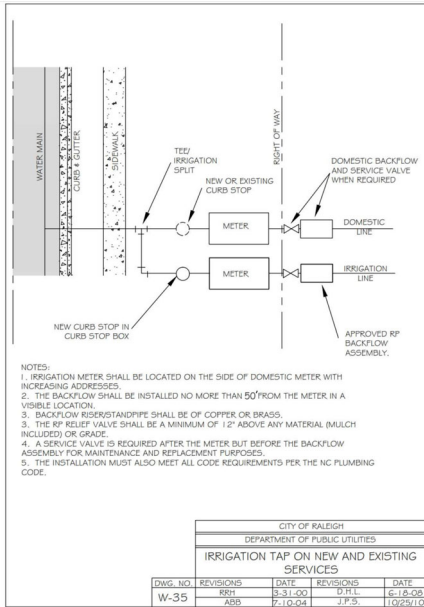 WATER MAIN
CURB & GUTTER
SIDEWALK
RIGHT OF WAY
TEE/
IRRIGATION
SPLIT
NEW OR EXISTING
CURB STOP
DOMESTIC BACKFLOW
AND SERVICE VALVE
WHEN REQUIRED
METER
DOMESTIC
LINE
METER
IRRIGATION
LINE
NEW CURB STOP IN
CURB STOP BOX
APPROVED RP
BACKFLOW
ASSEMBLY.
NOTES:
1. IRRIGATION METER SHALL BE LOCATED ON THE SIDE OF DOMESTIC METER WITH
INCREASING ADDRESSES.
2. THE BACKFLOW SHALL BE INSTALLED NO MORE THAN 50' FROM THE METER IN A
VISIBLE LOCATION.
3. BACKFLOW RISER/STANDPIPE SHALL BE OF COPPER OR BRASS.
3. THE RP RELIEF VALVE SHALL BE A MINIMUM OF 12" ABOVE ANY MATERIAL (MULCH
INCLUDED) OR GRADE.
4. A SERVICE VALVE IS REQUIRED AFTER THE METER BUT BEFORE THE BACKFLOW
ASSEMBLY FOR MAINTENANCE AND REPLACEMENT PURPOSES.
5. THE INSTALLATION MUST ALSO MEET ALL CODE REQUIREMENTS PER THE NC PLUMBING
CODE.
CITY OF RALEIGH
DEPARTMENT OF PUBLIC UTILITIES
IRRIGATION TAP ON NEW AND EXISTING
SERVICES
DWG. NO. REVISIONS DATE REVISIONS DATE
W-35
RRH 3-31-00 D.H.L. 6-18-08
ABB 7-10-04 J.P.S. 10/25/10